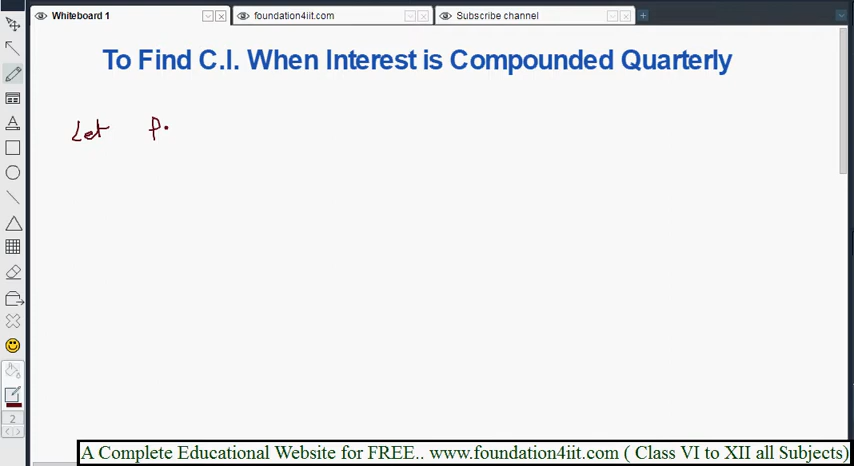 Whiteboard 1 foundation4iit.com Subscribe channel
To Find C.I. When Interest is Compounded Quarterly
Let P.
2
A Complete Educational Website for FREE.. www.foundation4iit.com ( Class VI to XII all Subjects)